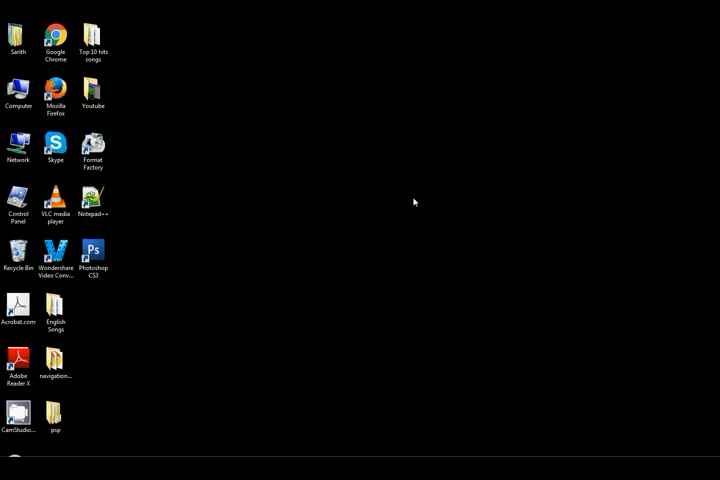 Sarith
Google
Chrome
Top 10 hits
songs
Computer
Mozilla
Firefox
Youtube
Network
Skype
Format
Factory
Control
Panel
VLC media
player
Notepad++
Recycle Bin
Wondershare
Video Conv...
Ps
Photoshop
CS3
Acrobat.com
English
Songs
Adobe
Reader X
navigation...
CamStudio...
psp